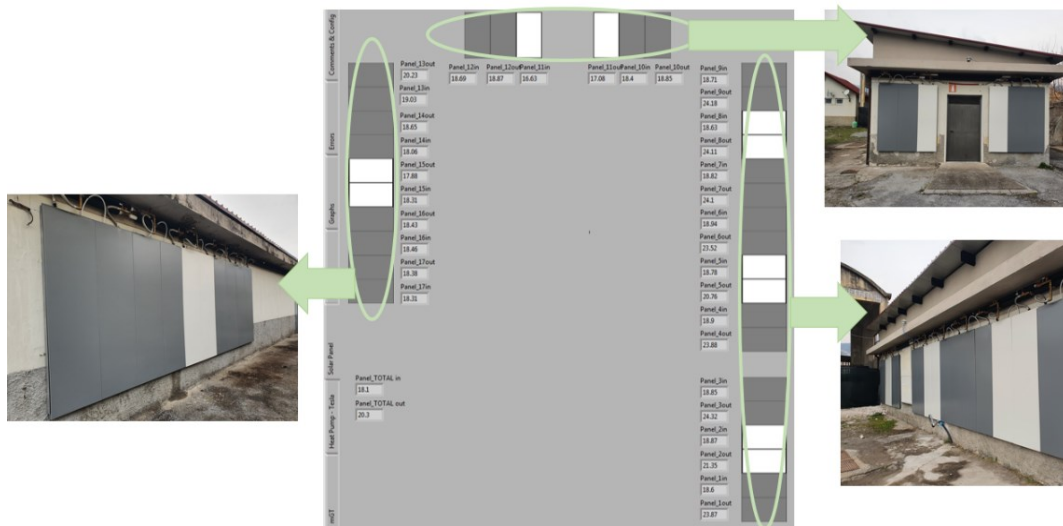 Comments & Config
Errors
Graphs
Solar Panel
Heat Pump - Tesla
Panel_13out
20.23
Panel_13in
19.03
Panel_14out
18.65
Panel_14in
18.06
Panel_15out
17.88
Panel_15in
18.31
Panel_16out
18.43
Panel_16in
18.46
Panel_17out
18.38
Panel_17in
18.31
Panel_12in
18.69
Panel_12out
18.87
Panel_11in
16.63
Panel_11out
17.08
Panel_10in
18.4
Panel_10out
18.85
Panel_9in
18.71
Panel_9out
24.18
Panel_8in
18.63
Panel_8out
24.11
Panel_7in
18.82
Panel_7out
24.1
Panel_6in
18.94
Panel_6out
23.52
Panel_5in
18.78
Panel_5out
20.76
Panel_4in
18.9
Panel_4out
23.88
Panel_3in
18.85
Panel_3out
24.32
Panel_2in
18.87
Panel_2out
21.35
Panel_1in
18.6
Panel_1out
23.87
Panel_TOTAL in
18.1
Panel_TOTAL out
20.3